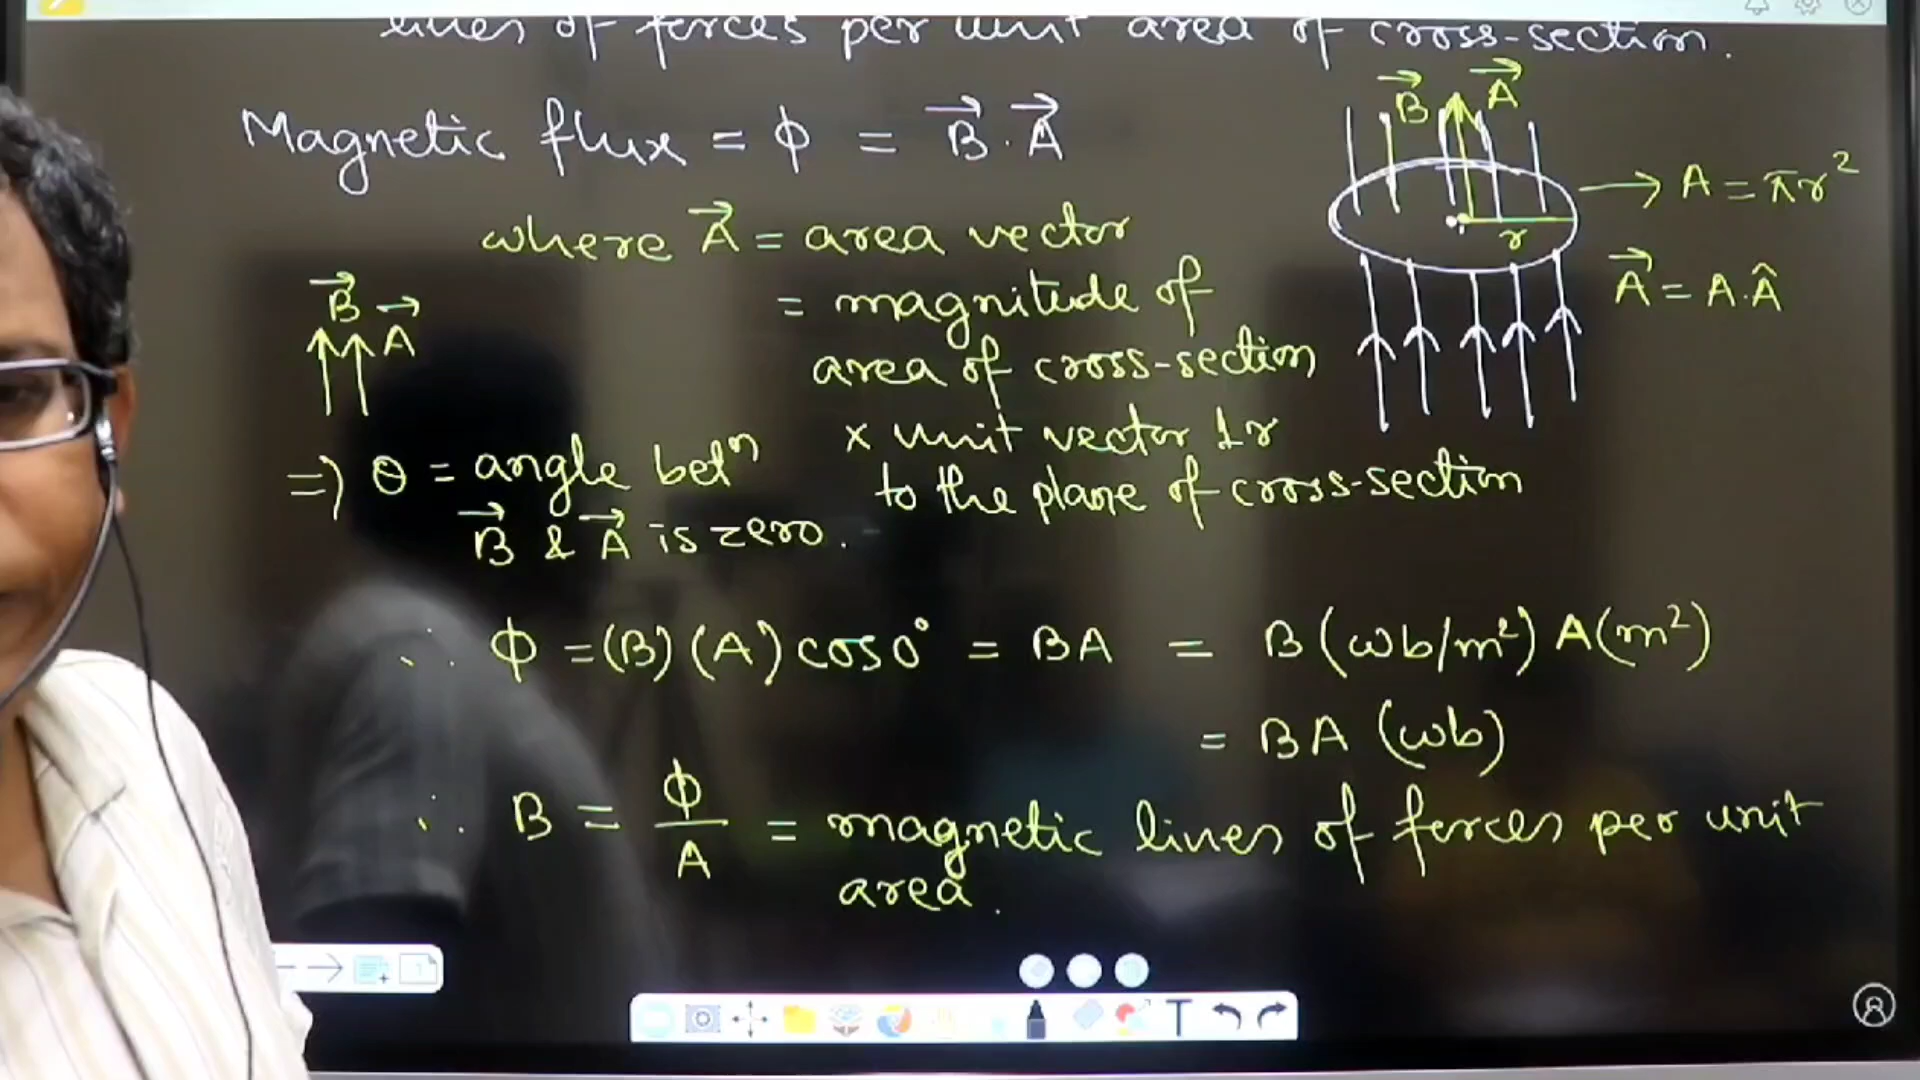 lines of forces per unit area of cross-section.
Magnetic flux = ϕ = B⃗ . A⃗
where A⃗ = area vector
= magnitude of
area of cross-section
x unit vector ⊥r
to the plane of cross-section
B⃗ A⃗
=> θ = angle betⁿ
B⃗ & A⃗ is zero.
B⃗ A⃗
r
→ A = πr²
A⃗ = A.Â
∴ ϕ = (B) (A) cos0° = BA = B (wb/m²) A (m²)
= BA (wb)
∴ B = ϕ/A = magnetic lines of forces per unit
area.
1
T